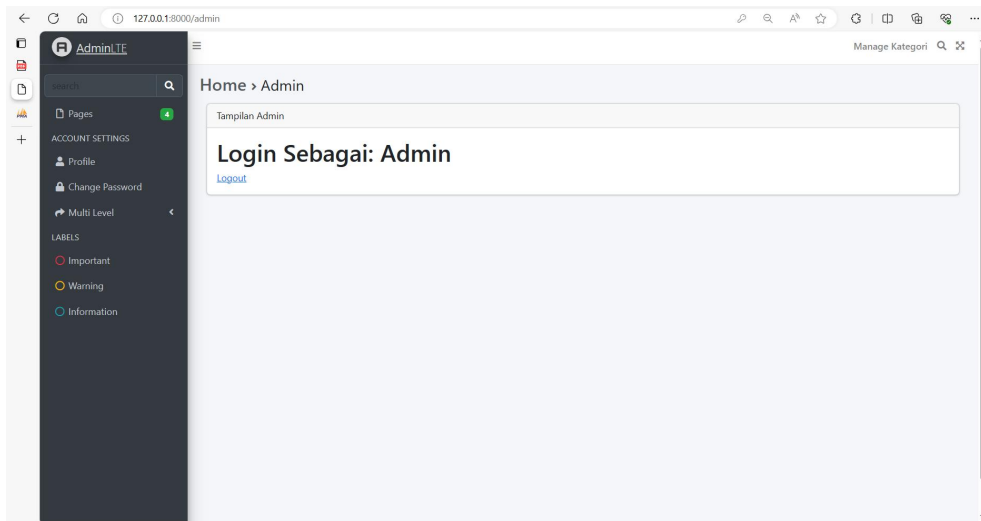 127.0.0.1:8000/admin
AdminLTE
Manage Kategori
search
Home › Admin
Pages
4
Tampilan Admin
ACCOUNT SETTINGS
Login Sebagai: Admin
Profile
Logout
Change Password
Multi Level
LABELS
Important
Warning
Information